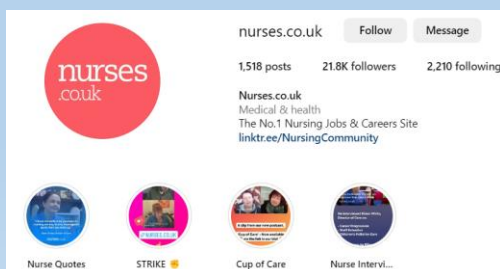 nurses.co.uk Follow Message
nurses
.co.uk
1,518 posts 21.8K followers 2,210 following
Nurses.co.uk
Medical & health
The No.1 Nursing Jobs & Careers Site
linktr.ee/NursingCommunity
Nurse Quotes STRIKE ✊ Cup of Care Nurse Intervi...